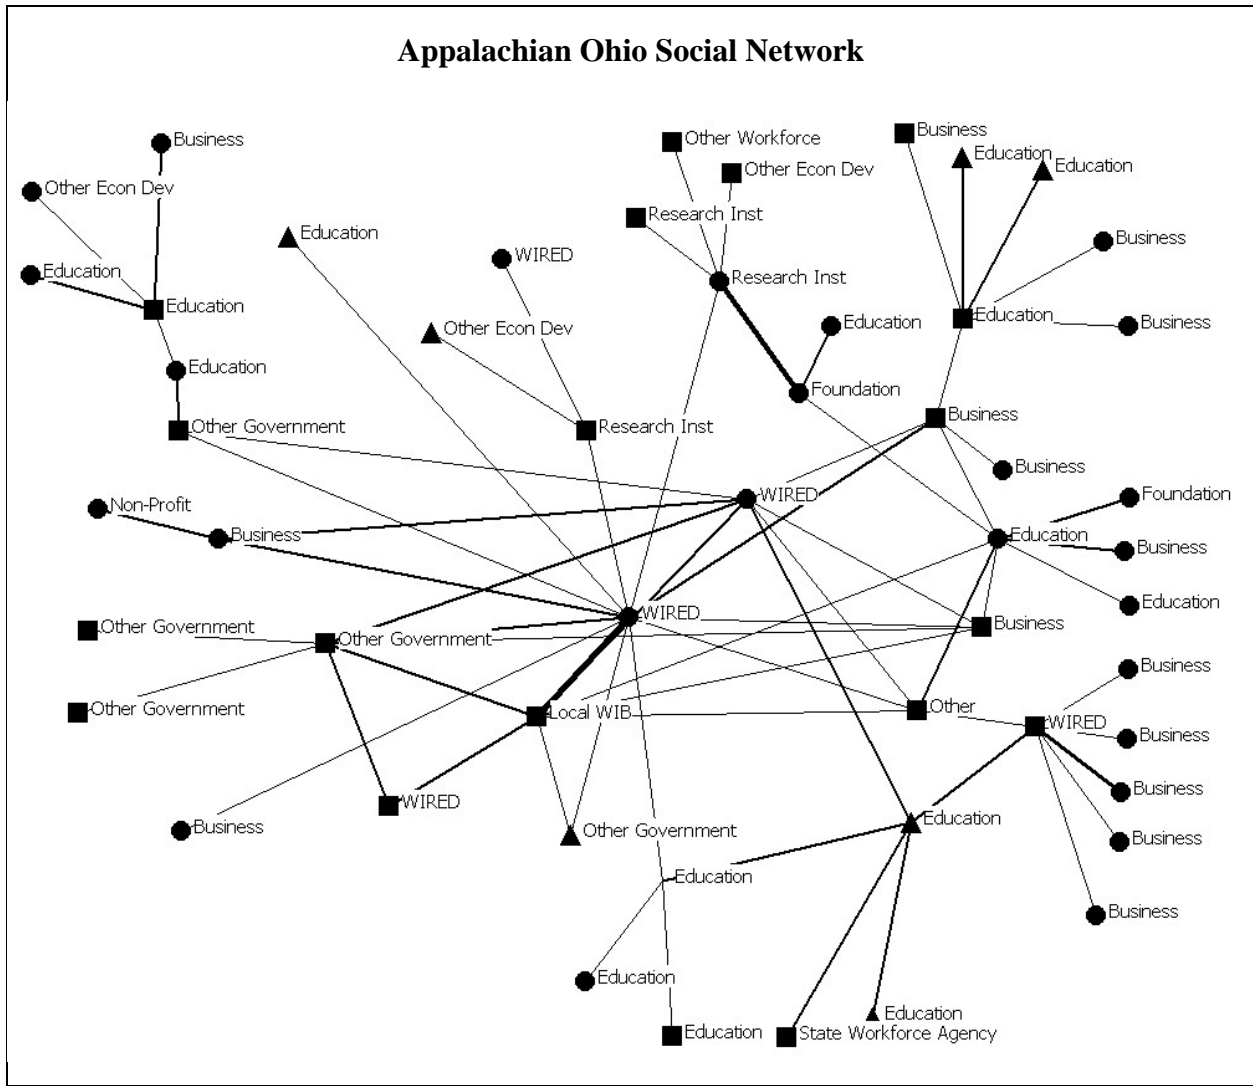 Appalachian Ohio Social Network
Business
Other Workforce
Business
Education
Education
Other Econ Dev
Other Econ Dev
Research Inst
Education
Business
WIRED
Education
Research Inst
Education
Education
Education
Business
Other Econ Dev
Education
Foundation
Other Government
Research Inst
Business
Business
WIRED
Foundation
Non-Profit
Business
Education
Business
Education
WIRED
Other Government
Other Government
Business
Business
Other Government
Local WIB
Other
WIRED
Business
Business
WIRED
Business
Other Government
Education
Business
Education
Business
Education
Education
Education
State Workforce Agency